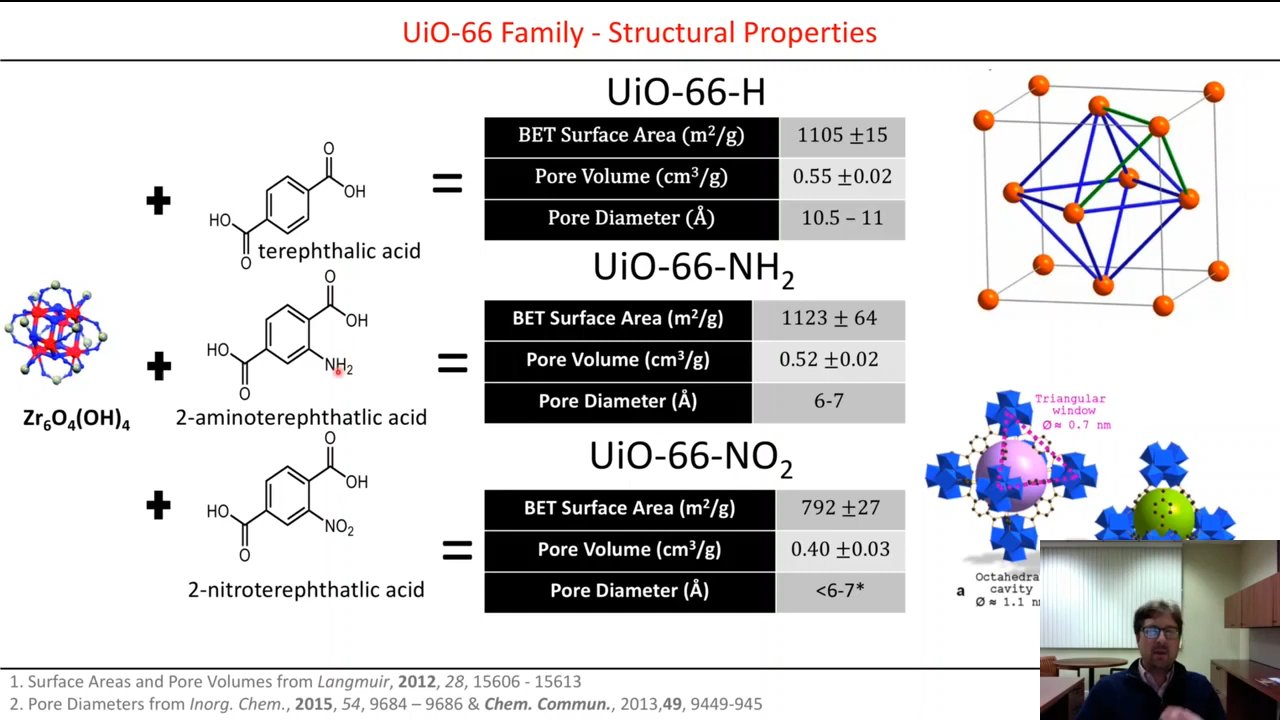 UiO-66 Family - Structural Properties
UiO-66-H
BET Surface Area (m²/g) 1105 ±15
Pore Volume (cm³/g) 0.55 ±0.02
Pore Diameter (Å) 10.5 – 11
O
OH
HO
O
terephthalic acid
UiO-66-NH₂
BET Surface Area (m²/g) 1123 ± 64
Pore Volume (cm³/g) 0.52 ±0.02
Pore Diameter (Å) 6-7
O
OH
HO
NH₂
O
2-aminoterephthatlic acid
Zr₆O₄(OH)₄
UiO-66-NO₂
BET Surface Area (m²/g) 792 ±27
Pore Volume (cm³/g) 0.40 ±0.03
Pore Diameter (Å) <6-7*
O
OH
HO
NO₂
O
2-nitroterephthatlic acid
Triangular
window
Ø ≈ 0.7 nm
a
Octahedra
cavity
Ø ≈ 1.1 n
1. Surface Areas and Pore Volumes from Langmuir, 2012, 28, 15606 - 15613
2. Pore Diameters from Inorg. Chem., 2015, 54, 9684 – 9686 & Chem. Commun., 2013,49, 9449-945